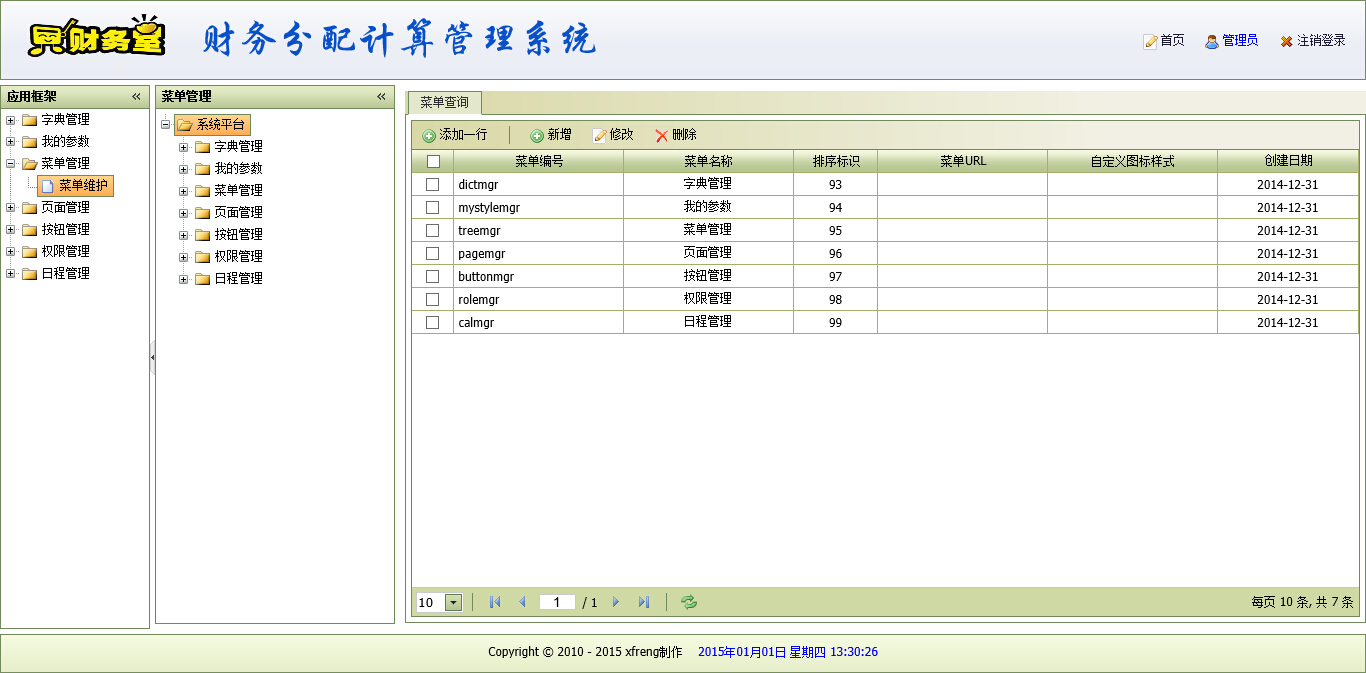 財务堂 财务分配计算管理系统
首页 管理员 注销登录
应用框架
字典管理
我的参数
菜单管理
菜单维护
页面管理
按钮管理
权限管理
日程管理
菜单管理
系统平台
字典管理
我的参数
菜单管理
页面管理
按钮管理
权限管理
日程管理
菜单查询
添加一行 新增 修改 删除
菜单编号 菜单名称 排序标识 菜单URL 自定义图标样式 创建日期
dictmgr 字典管理 93 2014-12-31
mystylemgr 我的参数 94 2014-12-31
treemgr 菜单管理 95 2014-12-31
pagemgr 页面管理 96 2014-12-31
buttonmgr 按钮管理 97 2014-12-31
rolemgr 权限管理 98 2014-12-31
calmgr 日程管理 99 2014-12-31
10 1 / 1 每页 10 条, 共 7 条
Copyright © 2010 - 2015 xfreng制作 2015年01月01日 星期四 13:30:26